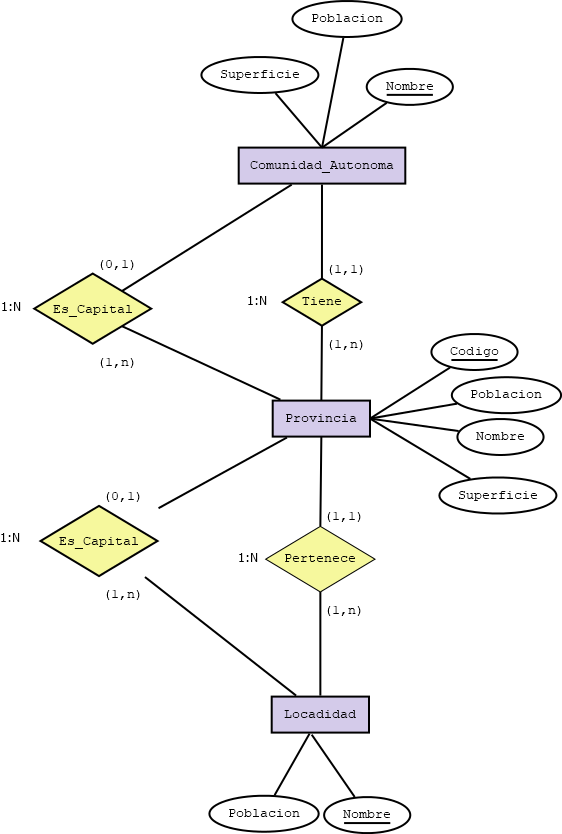 Poblacion
Superficie
Nombre
Comunidad_Autonoma
(0,1)
(1,1)
1:N
Es_Capital
1:N
Tiene
(1,n)
(1,n)
Codigo
Poblacion
Provincia
Nombre
Superficie
(0,1)
(1,1)
1:N
Es_Capital
1:N
Pertenece
(1,n)
(1,n)
Locadidad
Poblacion
Nombre